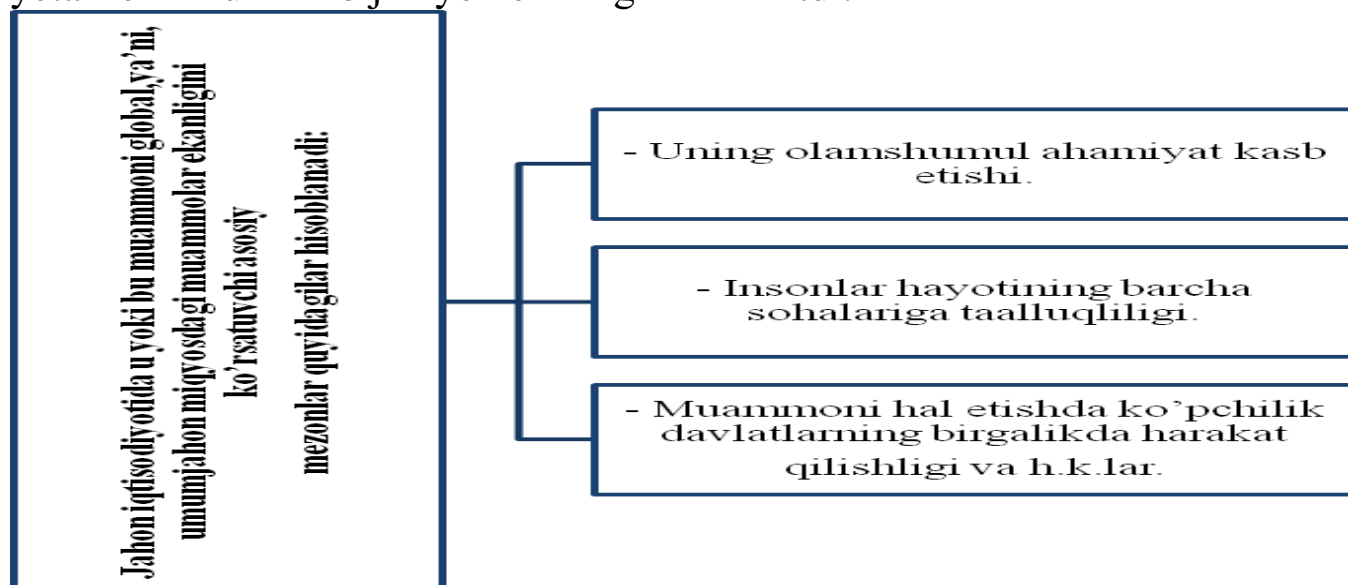 Jahon iqtisodiyotida u yoki bu muammoni global,ya’ni,
umumjahon miqyosdagi muammolar ekanligini
ko’rsatuvchi asosiy
mezonlar quyidagilar hisoblanadi:
- Uning olamshumul ahamiyat kasb
etishi.
- Insonlar hayotining barcha
sohalariga taalluqliligi.
- Muammoni hal etishda ko’pchilik
davlatlarning birgalikda harakat
qilishligi va h.k.lar.